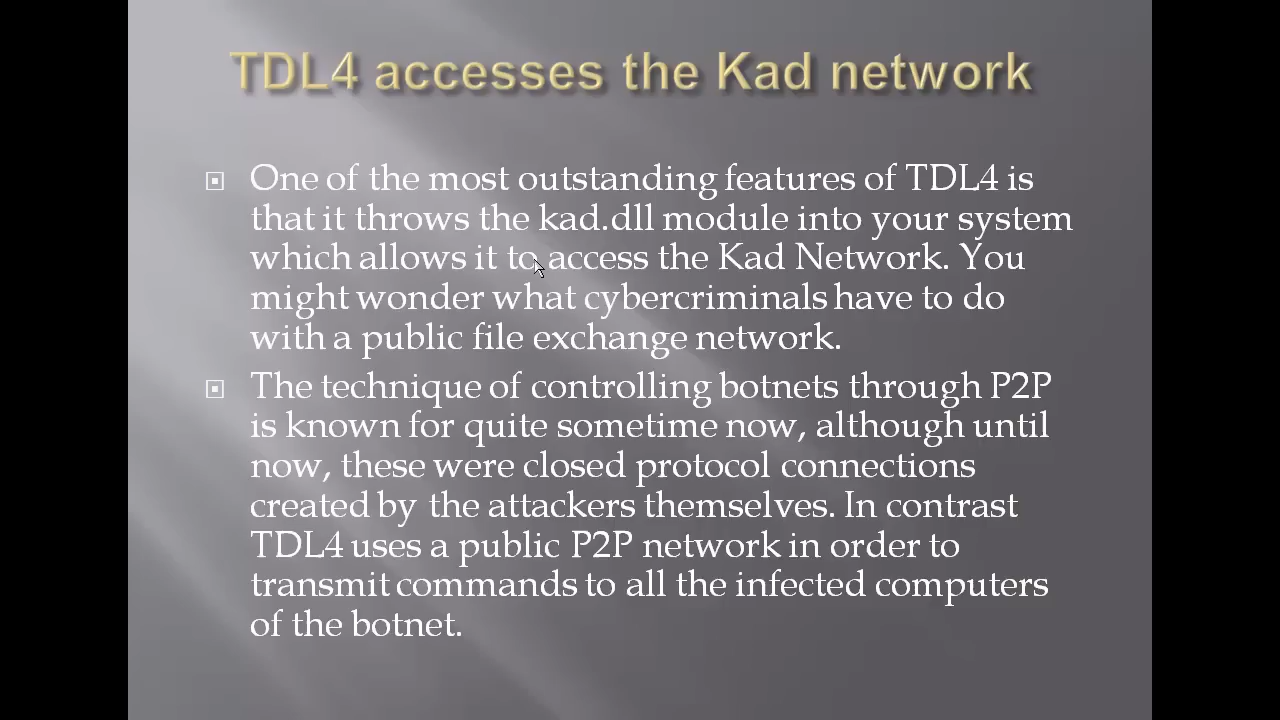 TDL4 accesses the Kad network
One of the most outstanding features of TDL4 is
that it throws the kad.dll module into your system
which allows it to access the Kad Network. You
might wonder what cybercriminals have to do
with a public file exchange network.
The technique of controlling botnets through P2P
is known for quite sometime now, although until
now, these were closed protocol connections
created by the attackers themselves. In contrast
TDL4 uses a public P2P network in order to
transmit commands to all the infected computers
of the botnet.